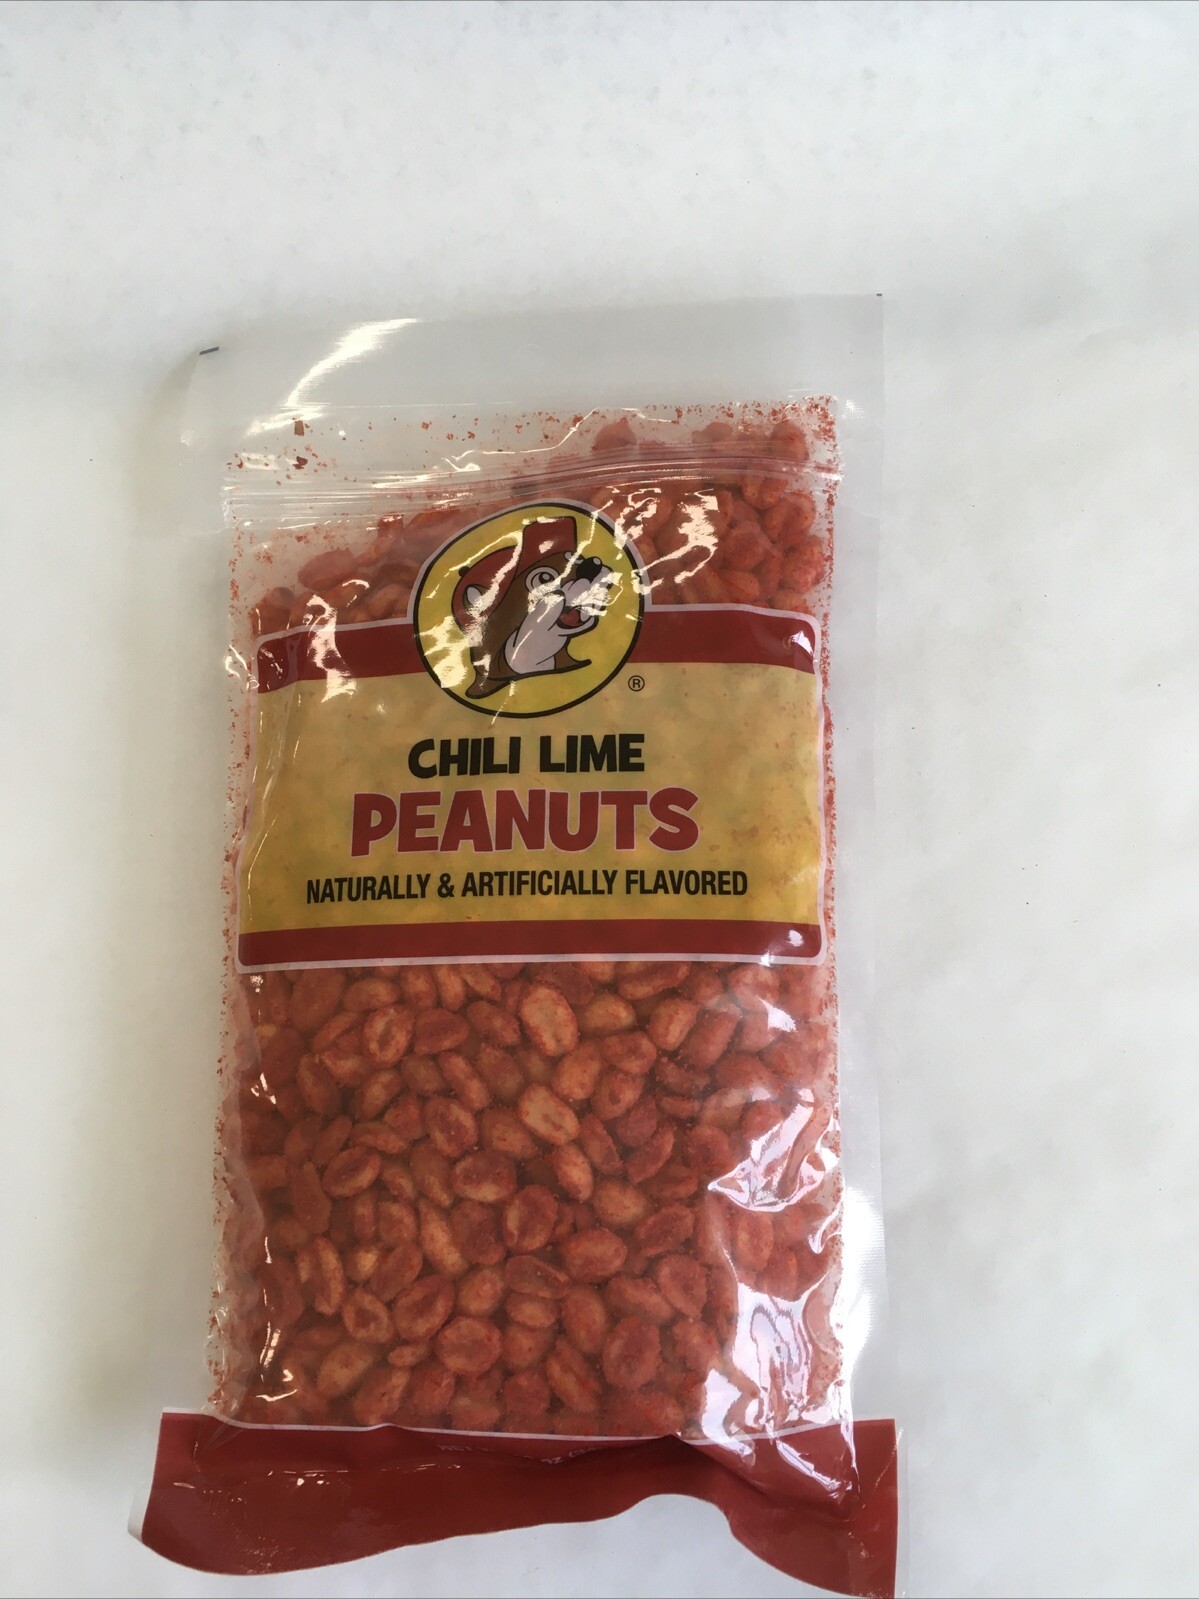 ®
CHILI LIME
PEANUTS
NATURALLY & ARTIFICIALLY FLAVORED